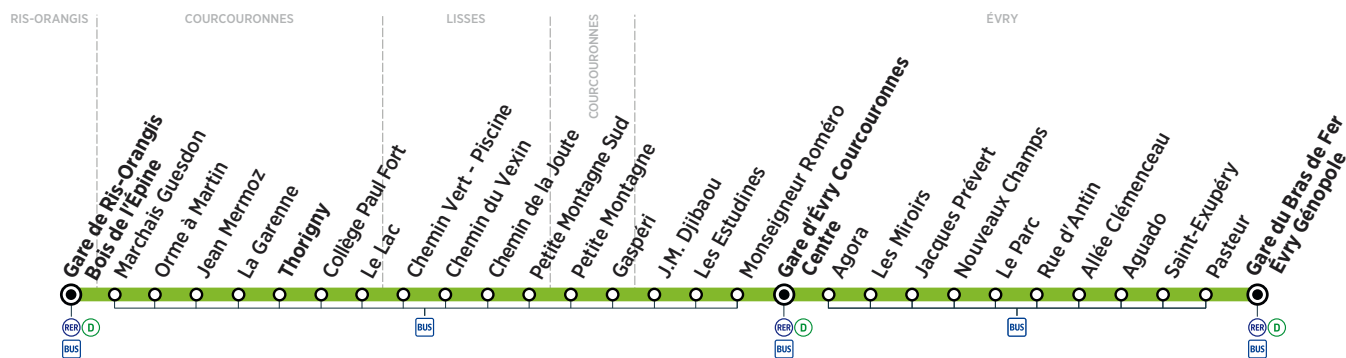 RIS-ORANGIS
COURCOURONNES
LISSES
COURCOURONNES
ÉVRY
Gare de Ris-Orangis
Bois de l'Épine
Marchais Guesdon
Orme à Martin
Jean Mermoz
La Garenne
Thorigny
Collège Paul Fort
Le Lac
Chemin Vert - Piscine
Chemin du Vexin
Chemin de la Joute
Petite Montagne Sud
Petite Montagne
Gaspéri
J.M. Djibaou
Les Estudines
Monseigneur Roméro
Gare d'Évry Courcouronnes
Centre
Agora
Les Miroirs
Jacques Prévert
Nouveaux Champs
Le Parc
Rue d'Antin
Allée Clémenceau
Aguado
Saint-Exupéry
Pasteur
Gare du Bras de Fer
Évry Génopole
RER D
BUS
BUS
RER D
BUS
BUS
RER D
BUS